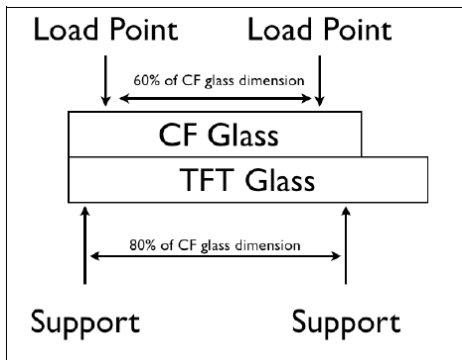 Load Point Load Point
60% of CF glass dimension
CF Glass
TFT Glass
80% of CF glass dimension
Support Support